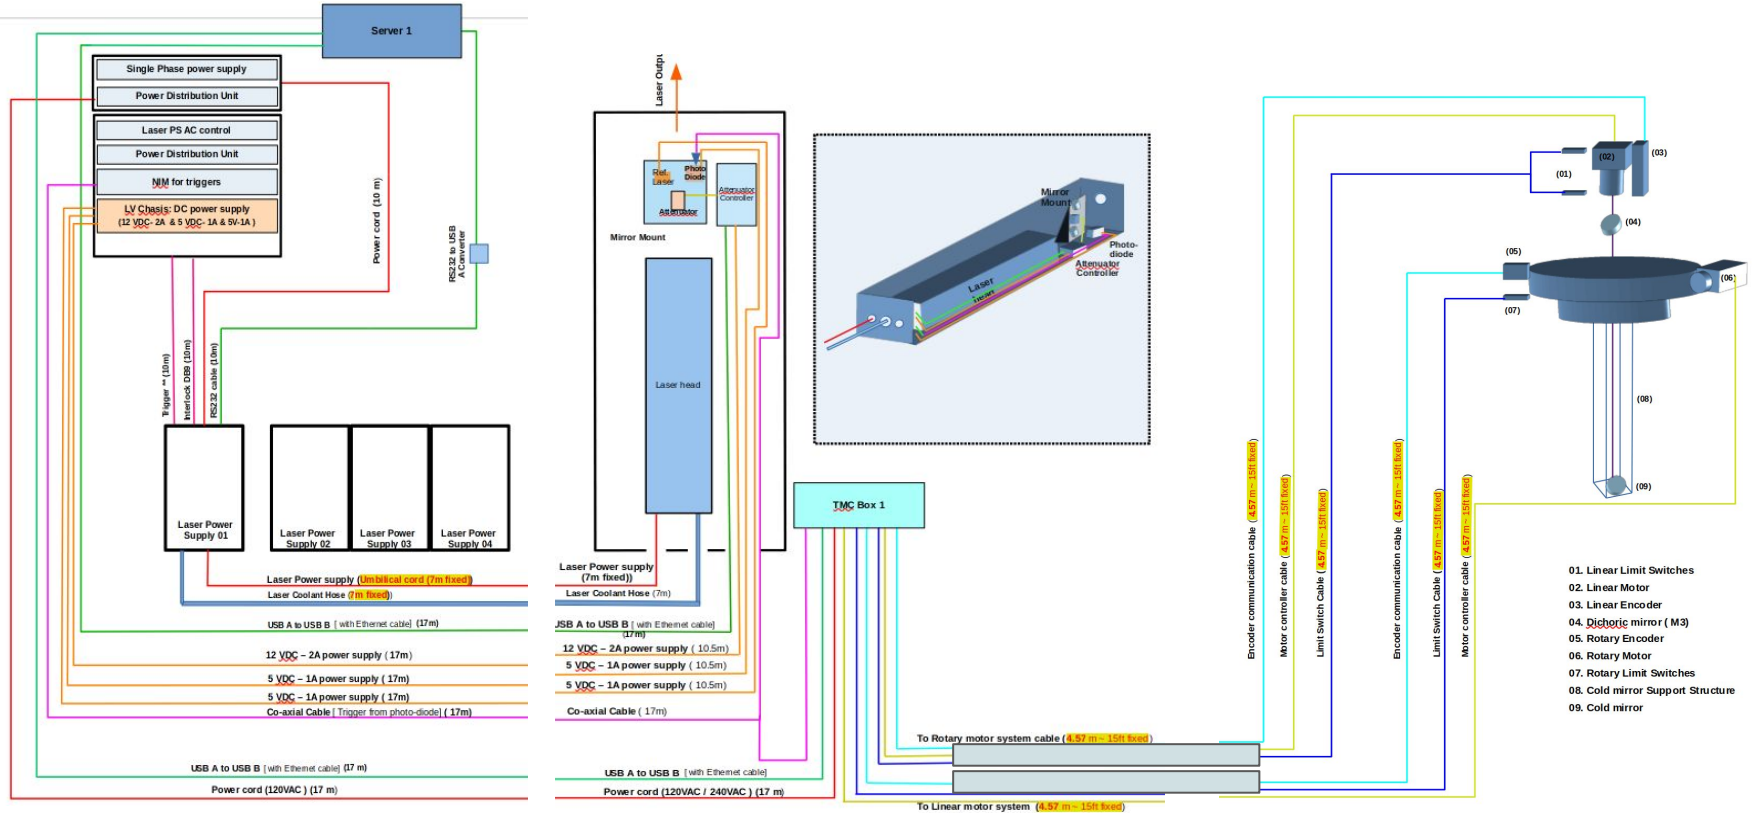 Server 1
Single Phase power supply
Power Distribution Unit
Laser PS AC control
Power Distribution Unit
NIM for triggers
LV Chasis: DC power supply
(12 VDC- 2A & 5 VDC- 1A & 5V-1A )
Power cord (10 m)
RS232 to USB
A Converter
Trigger ** (10m)
Interlock DB9 (10m)
RS232 cable (10m)
Laser Power
Supply 01
Laser Power
Supply 02
Laser Power
Supply 03
Laser Power
Supply 04
Laser Power supply (Umbilical cord (7m fixed))
Laser Coolant Hose (7m fixed))
USB A to USB B [ with Ethernet cable] (17m)
12 VDC – 2A power supply ( 17m)
5 VDC – 1A power supply ( 17m)
5 VDC – 1A power supply ( 17m)
Co-axial Cable [ Trigger from photo-diode] ( 17m)
USB A to USB B [ with Ethernet cable] (17 m)
Power cord (120VAC ) (17 m)
Laser Outpu
Ref.
Laser
Photo
Diode
Attenuator
Attenuator
Controller
Mirror Mount
Laser head
Laser Power supply
(7m fixed))
Laser Coolant Hose (7m)
USB A to USB B [ with Ethernet cable]
(17m)
12 VDC – 2A power supply ( 10.5m)
5 VDC – 1A power supply ( 10.5m)
5 VDC – 1A power supply ( 10.5m)
Co-axial Cable ( 17m)
USB A to USB B [ with Ethernet cable]
Power cord (120VAC / 240VAC ) (17 m)
Mirror
Mount
Photo-
diode
Attenuator
Controller
Laser
TMC Box 1
To Rotary motor system cable (4.57 m ~ 15ft fixed)
To Linear motor system (4.57 m ~ 15ft fixed)
Encoder communication cable ( 4.57 m ~ 15ft fixed)
Motor controller cable ( 4.57 m ~ 15ft fixed)
Limit Switch Cable ( 4.57 m ~ 15ft fixed)
Encoder communication cable ( 4.57 m ~ 15ft fixed)
Limit Switch Cable ( 4.57 m ~ 15ft fixed)
Motor controller cable ( 4.57 m ~ 15ft fixed)
(01)
(02)
(03)
(04)
(05)
(06)
(07)
(08)
(09)
01. Linear Limit Switches
02. Linear Motor
03. Linear Encoder
04. Dichoric mirror ( M3)
05. Rotary Encoder
06. Rotary Motor
07. Rotary Limit Switches
08. Cold mirror Support Structure
09. Cold mirror